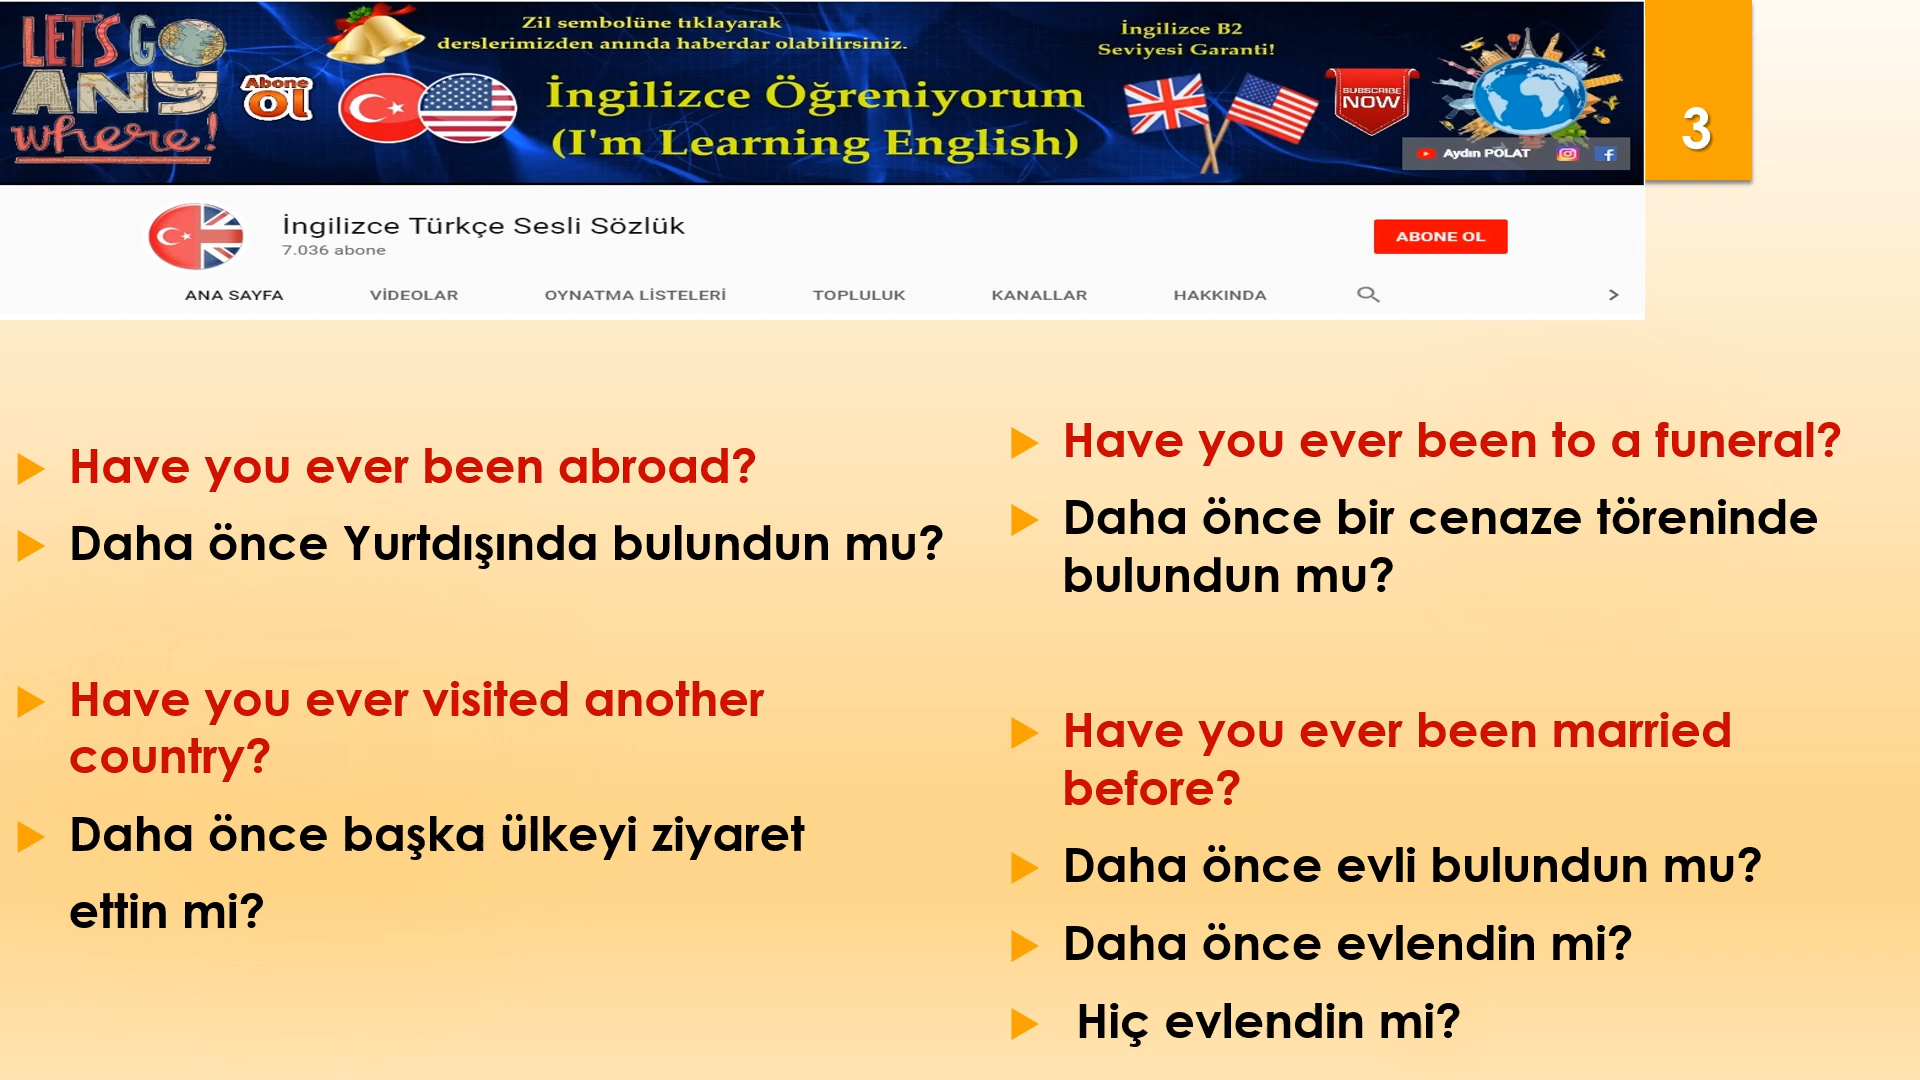 LET'S GO
ANY
where!
Abone
ol
Zil sembolüne tıklayarak
derslerimizden anında haberdar olabilirsiniz.
İngilizce Öğreniyorum
(I'm Learning English)
İngilizce B2
Seviyesi Garanti!
SUBSCRIBE
NOW
Aydın POLAT
3
İngilizce Türkçe Sesli Sözlük
7.036 abone
ABONE OL
ANA SAYFA VİDEOLAR OYNATMA LİSTELERİ TOPLULUK KANALLAR HAKKINDA
Have you ever been abroad?
Daha önce Yurtdışında bulundun mu?
Have you ever visited another
country?
Daha önce başka ülkeyi ziyaret
ettin mi?
Have you ever been to a funeral?
Daha önce bir cenaze töreninde
bulundun mu?
Have you ever been married
before?
Daha önce evli bulundun mu?
Daha önce evlendin mi?
Hiç evlendin mi?